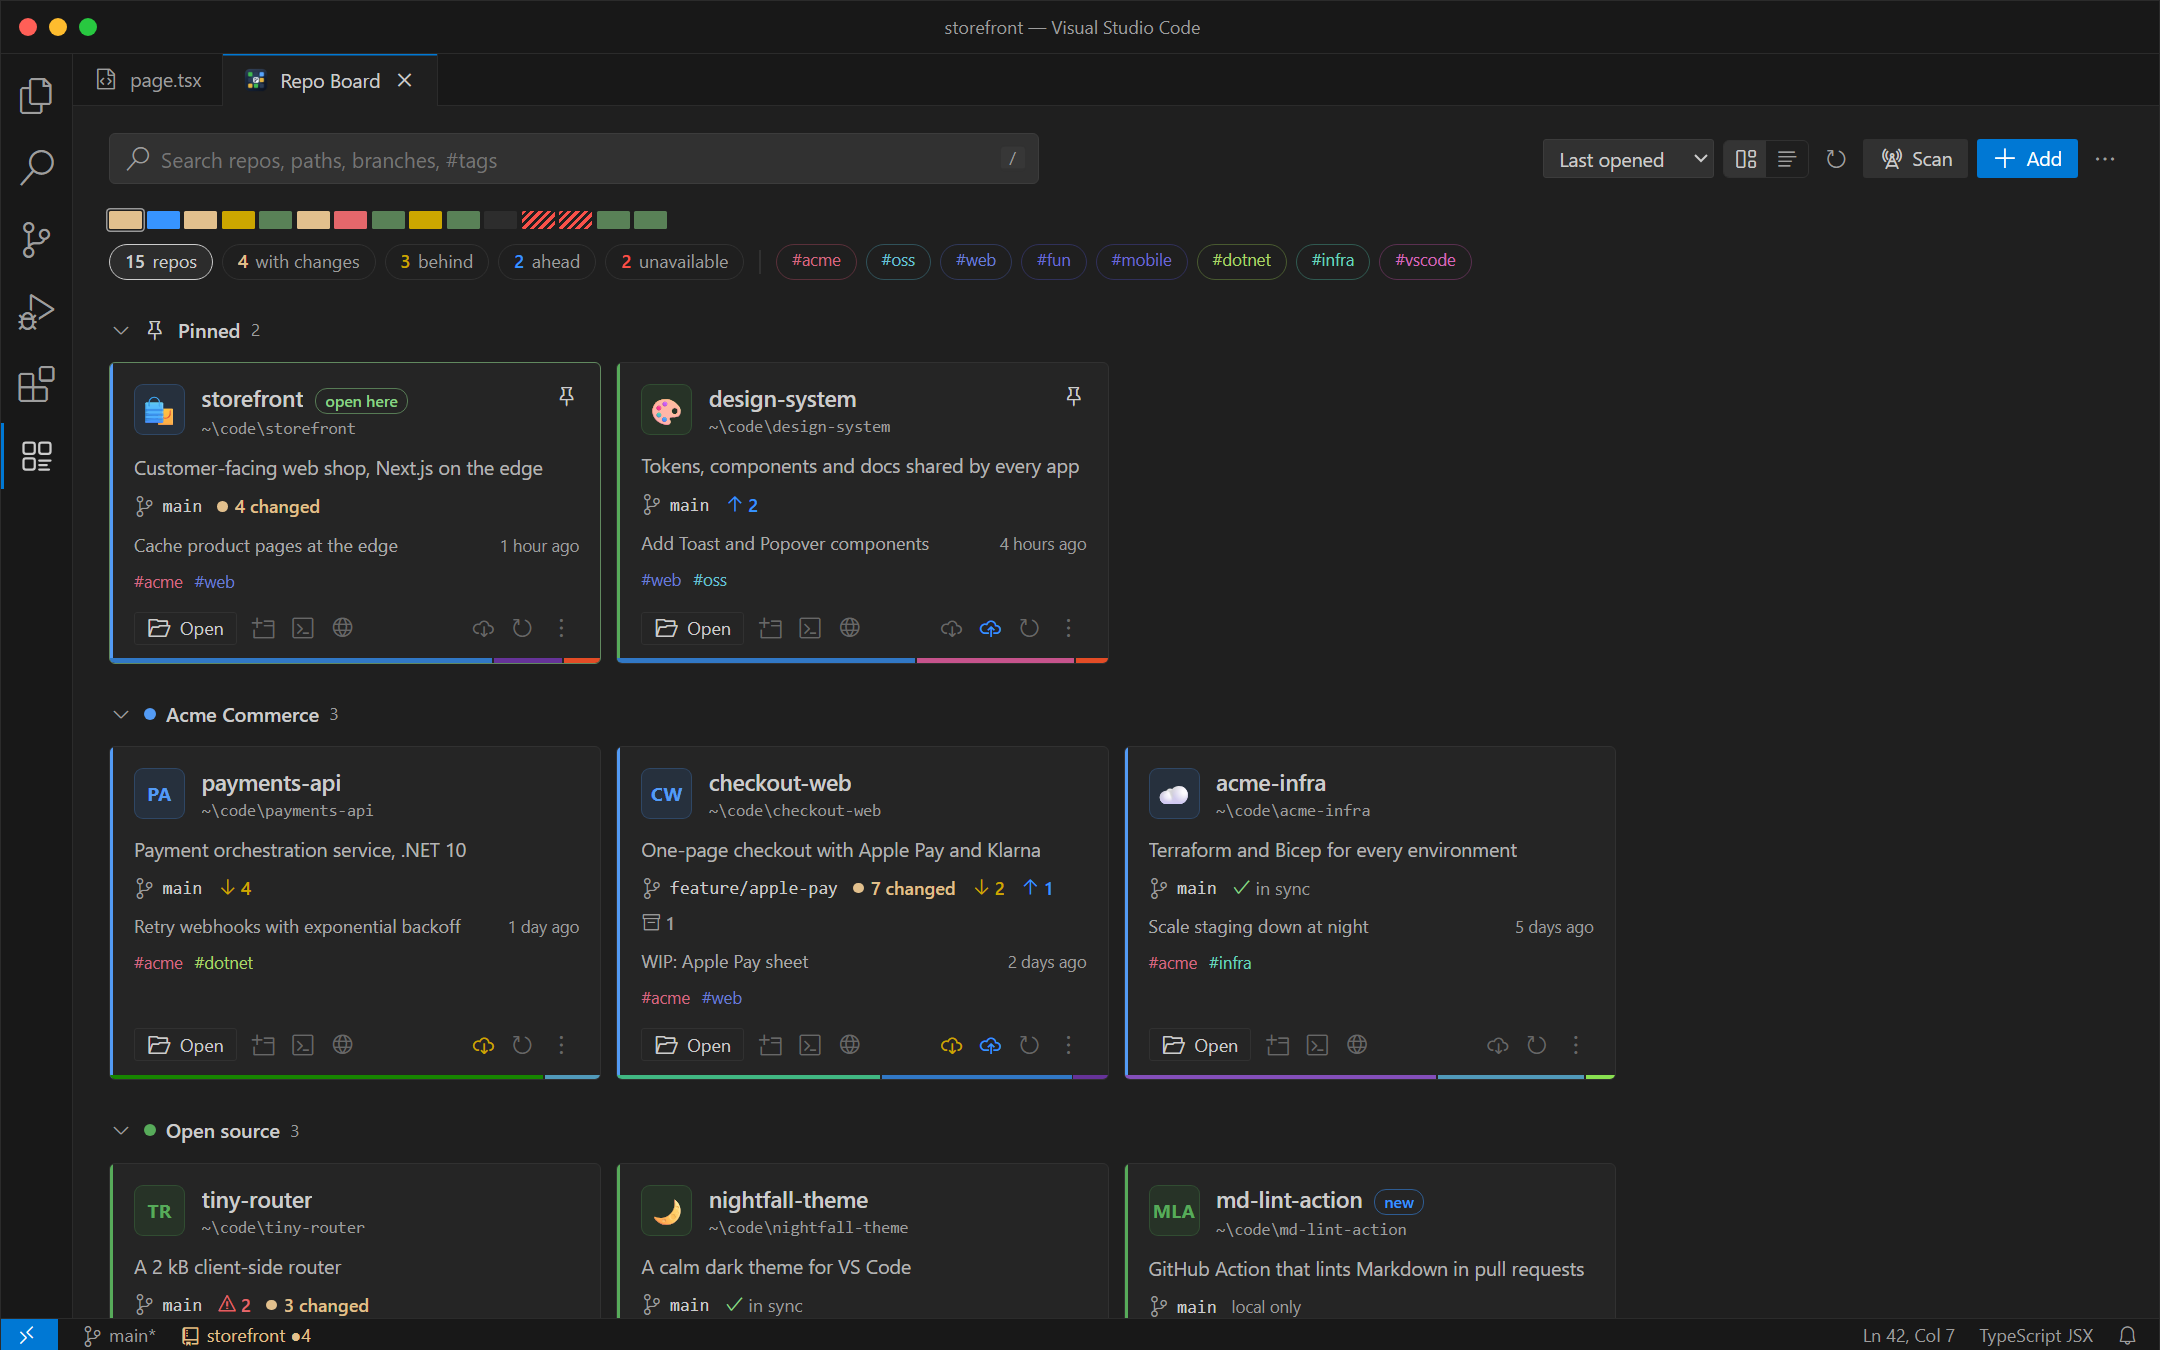 storefront — Visual Studio Code
page.tsx
Repo Board
Search repos, paths, branches, #tags
/
Last opened
Scan
Add
15 repos
4 with changes
3 behind
2 ahead
2 unavailable
#acme
#oss
#web
#fun
#mobile
#dotnet
#infra
#vscode
Pinned 2
storefront open here
~\code\storefront
Customer-facing web shop, Next.js on the edge
main 4 changed
Cache product pages at the edge 1 hour ago
#acme #web
Open
design-system
~\code\design-system
Tokens, components and docs shared by every app
main 2
Add Toast and Popover components 4 hours ago
#web #oss
Open
Acme Commerce 3
PA
payments-api
~\code\payments-api
Payment orchestration service, .NET 10
main 4
Retry webhooks with exponential backoff 1 day ago
#acme #dotnet
Open
CW
checkout-web
~\code\checkout-web
One-page checkout with Apple Pay and Klarna
feature/apple-pay 7 changed 2 1
1
WIP: Apple Pay sheet 2 days ago
#acme #web
Open
acme-infra
~\code\acme-infra
Terraform and Bicep for every environment
main in sync
Scale staging down at night 5 days ago
#acme #infra
Open
Open source 3
TR
tiny-router
~\code\tiny-router
A 2 kB client-side router
main 2 3 changed
nightfall-theme
~\code\nightfall-theme
A calm dark theme for VS Code
main in sync
MLA
md-lint-action new
~\code\md-lint-action
GitHub Action that lints Markdown in pull requests
main local only
main*
storefront ●4
Ln 42, Col 7
TypeScript JSX